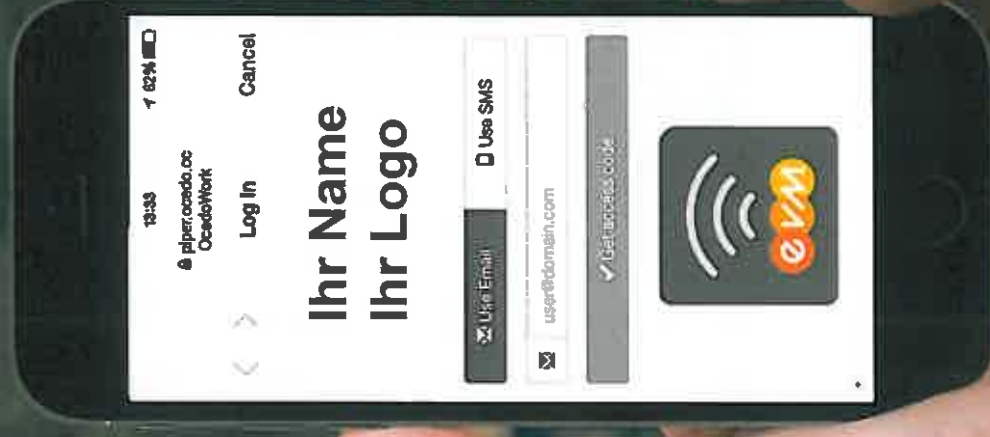 13:33 62%
piper.ocedo.cc
OcedoWork
Log In Cancel
Ihr Name
Ihr Logo
Use Email Use SMS
user@domain.com
Get access code
evm